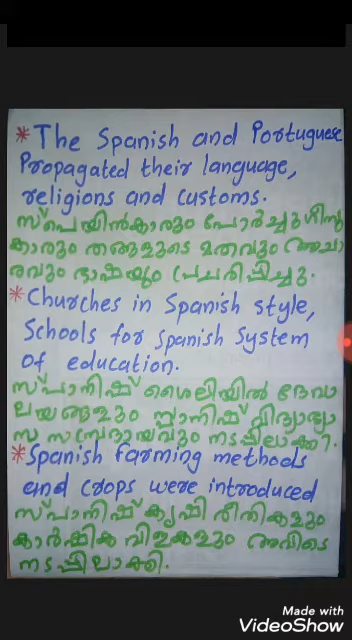 * The Spanish and Portuguese
Propagated their language,
religions and customs.
സ്പെയിൻകാരും പോർച്ചുഗീസു
കാരും തങ്ങളുടെ മതവും ആചാ
രവും ഭാഷയും പ്രചരിപ്പിച്ചു.
* Churches in Spanish style,
Schools for Spanish System
of education.
സ്പാനിഷ് ശൈലിയിൽ ദേവാ
ലയങ്ങളും സ്പാനിഷ് വിദ്യാഭ്യാ
സ സമ്പ്രദായവും നടപ്പിലാക്കി.
* Spanish farming methods
and crops were introduced
സ്പാനിഷ് കൃഷി രീതികളും
കാർഷിക വിളകളും അവിടെ
നടപ്പിലാക്കി.
Made with
VideoShow